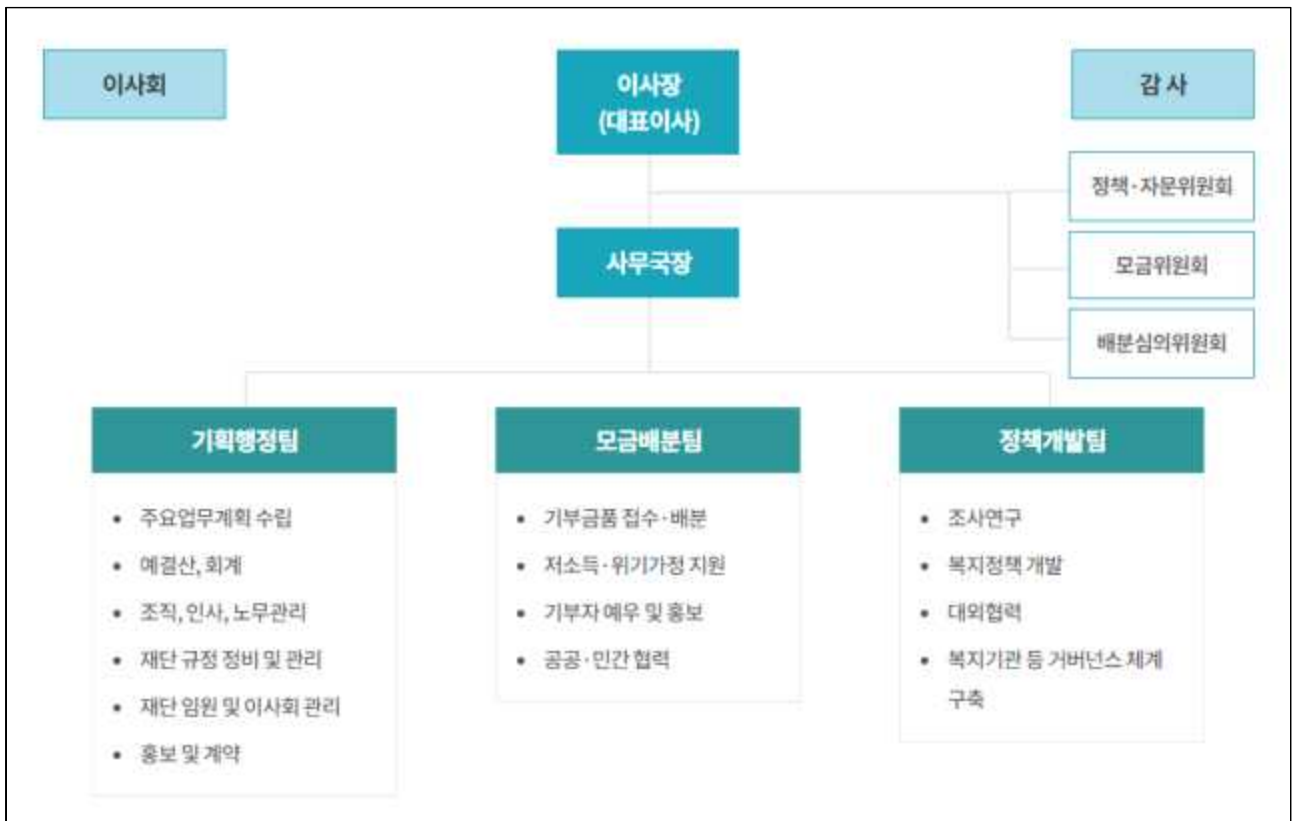 이사회
이사장
(대표이사)
감 사
정책·자문위원회
사무국장
모금위원회
배분심의위원회
기획행정팀
• 주요업무계획 수립
• 예결산, 회계
• 조직, 인사, 노무관리
• 재단 규정 정비 및 관리
• 재단 임원 및 이사회 관리
• 홍보 및 계약
모금배분팀
• 기부금품 접수·배분
• 저소득·위기가정 지원
• 기부자 예우 및 홍보
• 공공·민간 협력
정책개발팀
• 조사연구
• 복지정책 개발
• 대외협력
• 복지기관 등 거버넌스 체계
구축